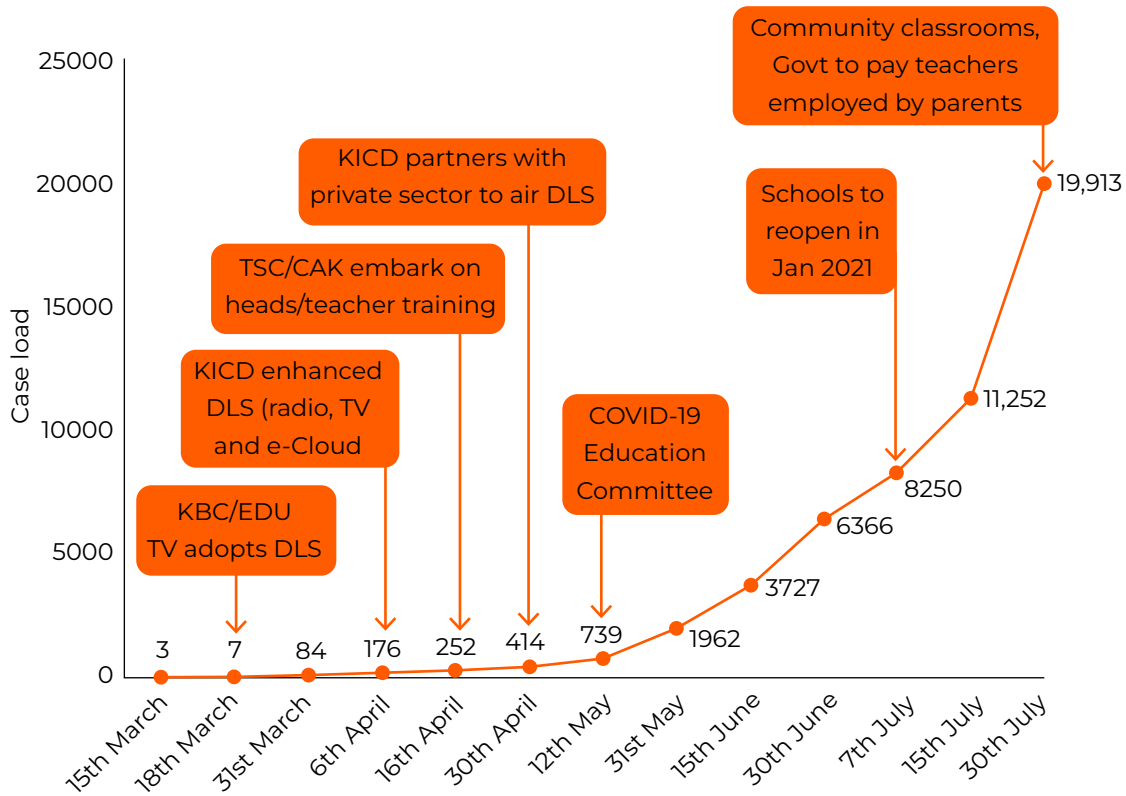 Case load
25000
20000
15000
10000
5000
0
Community classrooms,
Govt to pay teachers
employed by parents
KICD partners with
private sector to air DLS
Schools to
reopen in
Jan 2021
TSC/CAK embark on
heads/teacher training
KICD enhanced
DLS (radio, TV
and e-Cloud
COVID-19
Education
Committee
KBC/EDU
TV adopts DLS
3
7
84
176
252
414
739
1962
3727
6366
8250
11,252
19,913
15th March
18th March
31st March
6th April
16th April
30th April
12th May
31st May
15th June
30th June
7th July
15th July
30th July